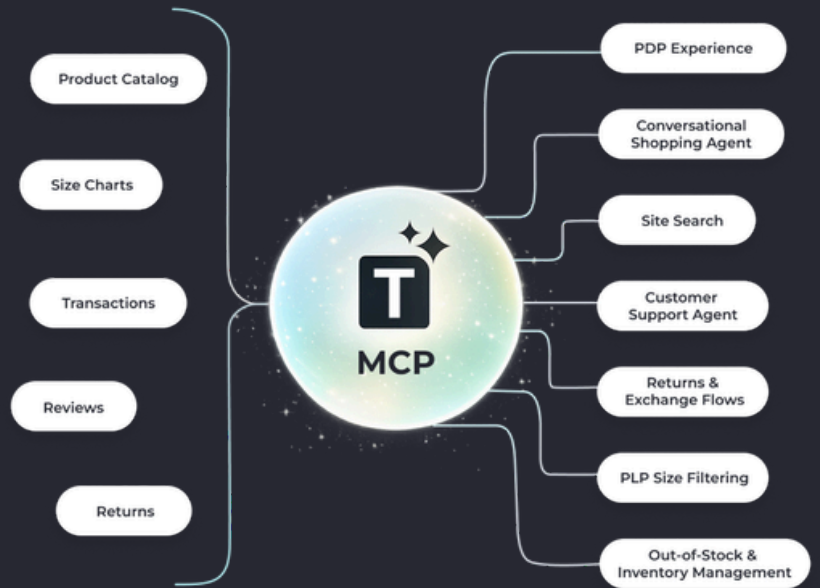 Product Catalog
Size Charts
Transactions
Reviews
Returns
T
MCP
PDP Experience
Conversational
Shopping Agent
Site Search
Customer
Support Agent
Returns &
Exchange Flows
PLP Size Filtering
Out-of-Stock &
Inventory Management